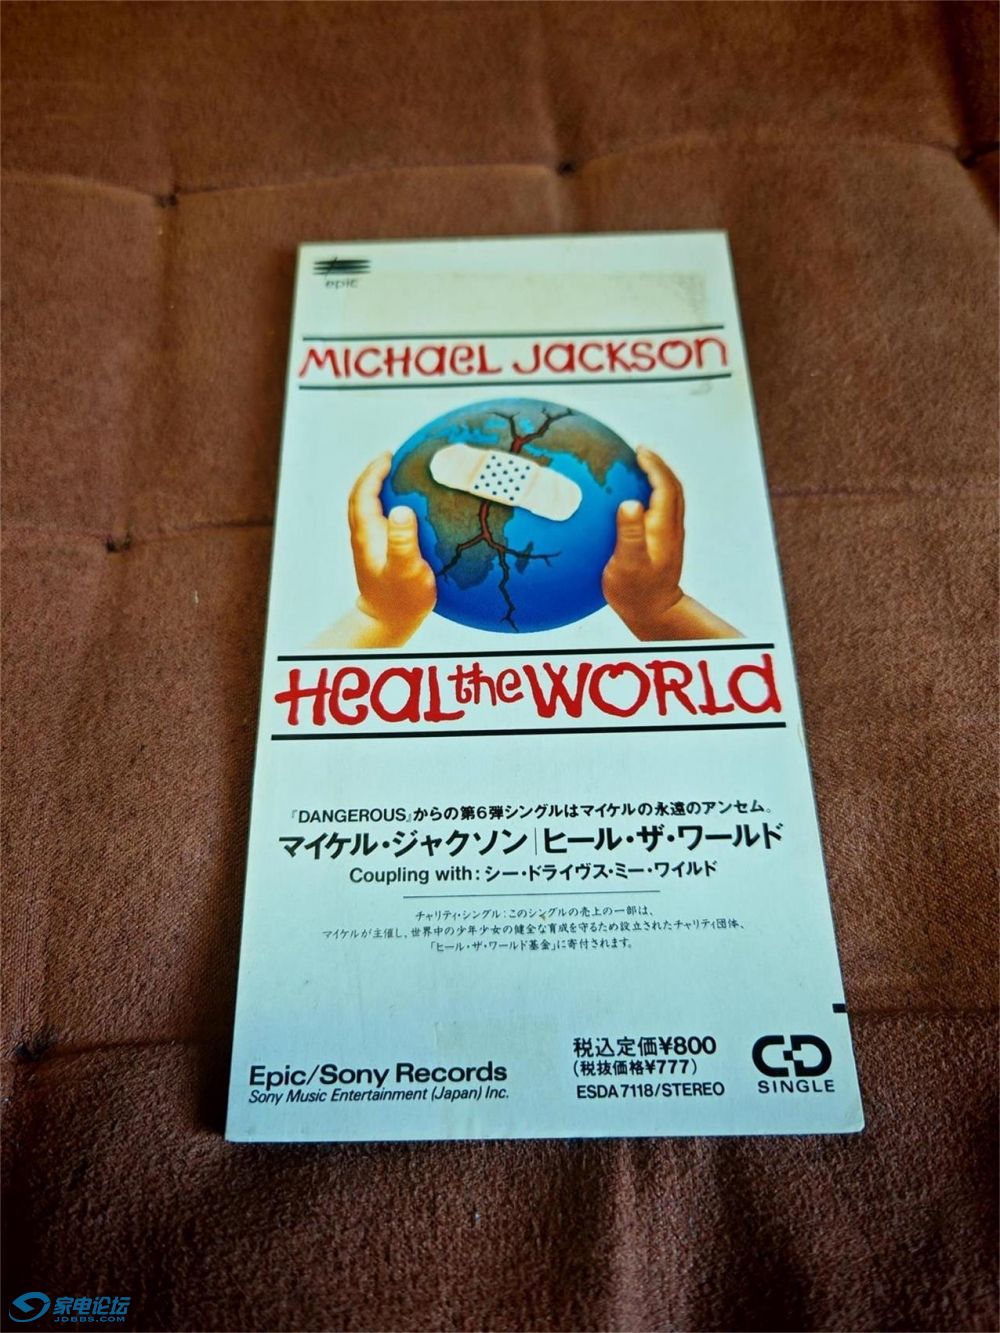 epic
MICHAEL JACKSON
HEAL the WORLD
『DANGEROUS』からの第6弾シングルはマイケルの永遠のアンセム。
マイケル・ジャクソン|ヒール・ザ・ワールド
Coupling with: シー・ドライヴス・ミー・ワイルド
チャリティ・シングル:このシングルの売上の一部は、
マイケルが主催し、世界中の少年少女の健全な育成を守るため設立されたチャリティ団体、
「ヒール・ザ・ワールド基金」に寄付されます。
Epic/Sony Records
Sony Music Entertainment (Japan) Inc.
税込定価¥800
(税抜価格¥777)
ESDA 7118/STEREO
CD
SINGLE
家电论坛
JDBBS.COM